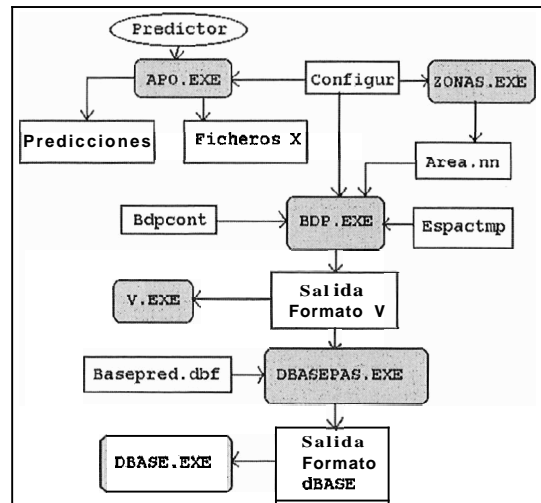 Predictor
APO.EXE
Configur
ZONAS.EXE
Predicciones
Ficheros X
Area.nn
Bdpcont
BDP.EXE
Espactmp
V.EXE
Salida
Formato V
Basepred.dbf
DBASEPAS.EXE
DBASE.EXE
Salida
Formato
dBASE